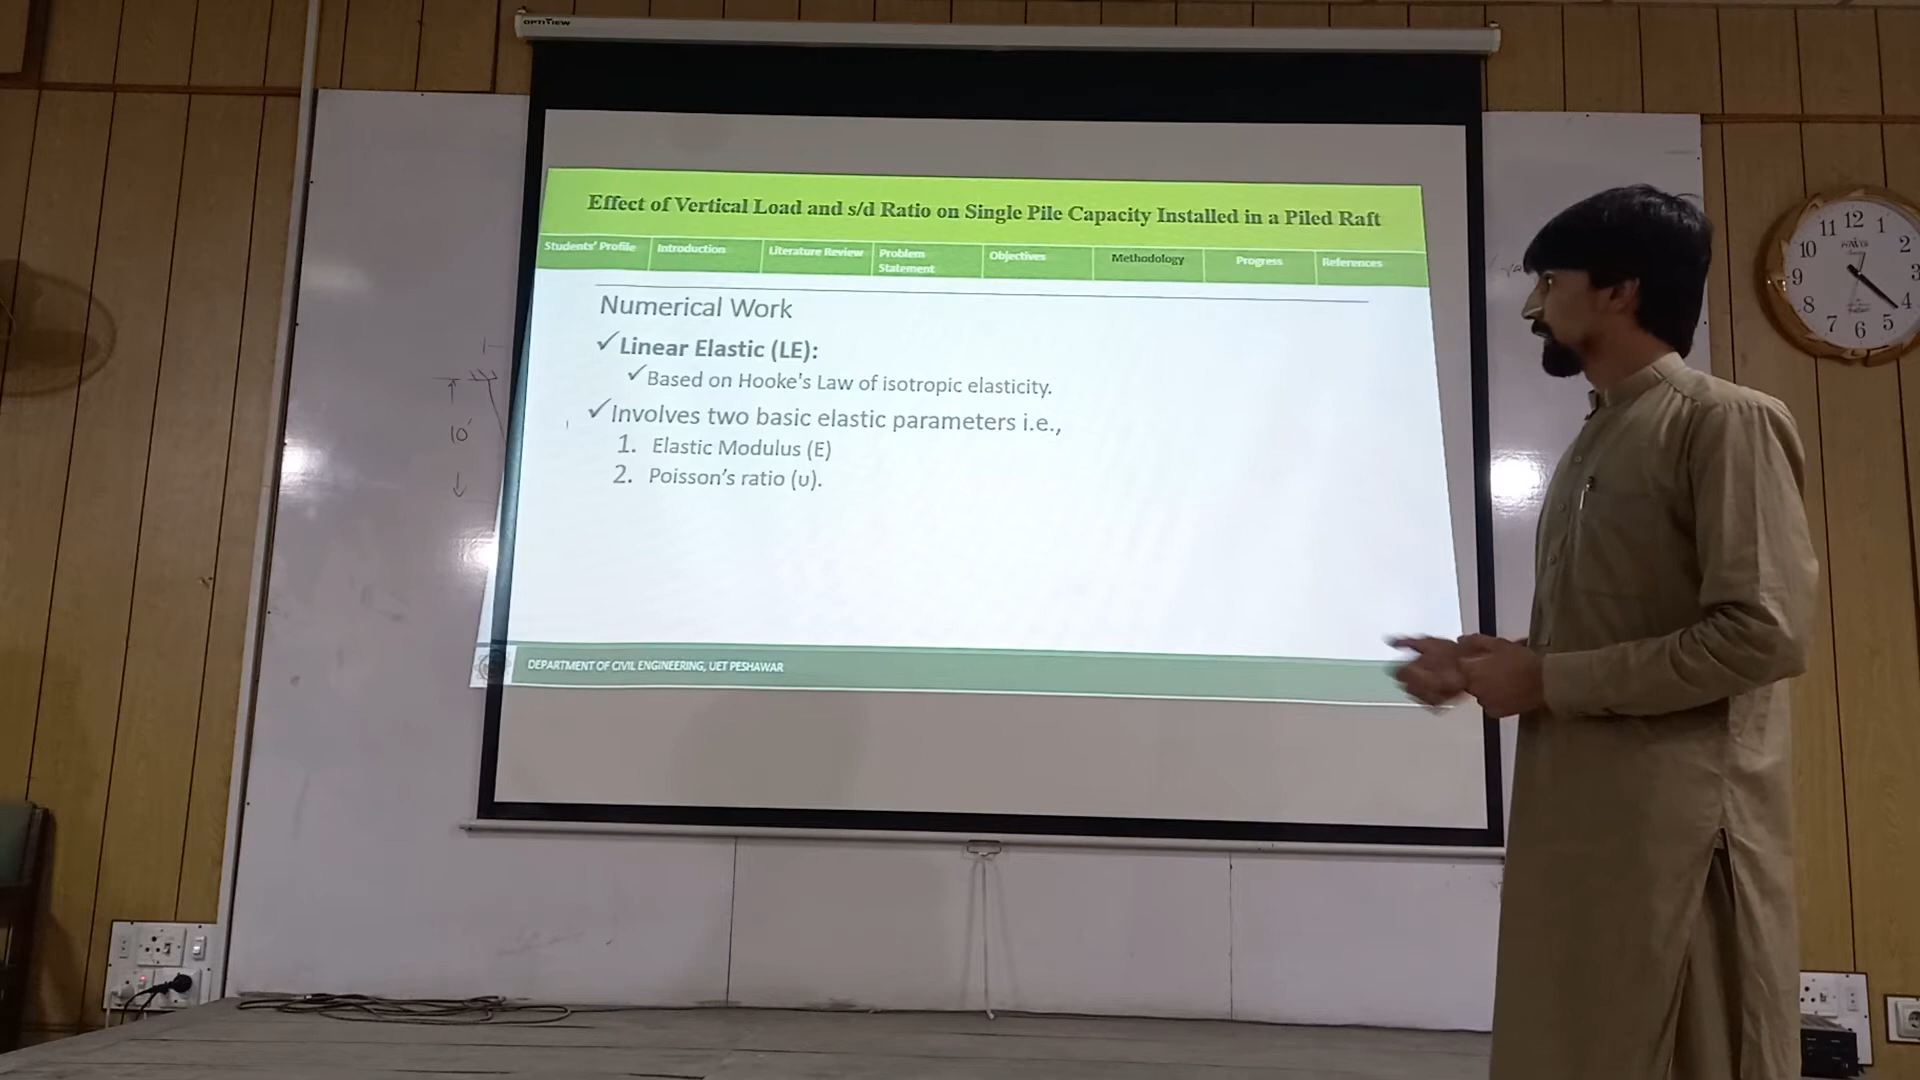 OPTIVIEW
Effect of Vertical Load and s/d Ratio on Single Pile Capacity Installed in a Piled Raft
Students' Profile
Introduction
Literature Review
Problem
Statement
Objectives
Methodology
Progress
References
Numerical Work
✓Linear Elastic (LE):
✓Based on Hooke's Law of isotropic elasticity.
✓Involves two basic elastic parameters i.e.,
1. Elastic Modulus (E)
2. Poisson's ratio (υ).
DEPARTMENT OF CIVIL ENGINEERING, UET PESHAWAR
10'
12
1
2
3
4
5
6
7
8
9
10
11